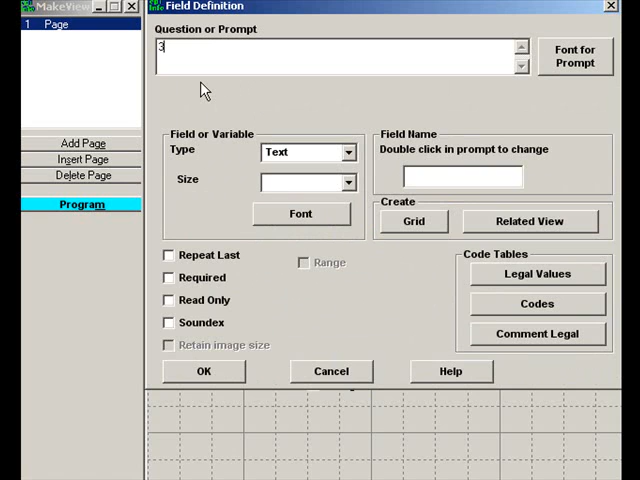 MakeView
1 Page
Add Page
Insert Page
Delete Page
Program
Field Definition
Question or Prompt
3
Font for
Prompt
Field or Variable
Type
Text
Size
Font
Field Name
Double click in prompt to change
Create
Grid
Related View
Repeat Last
Range
Required
Read Only
Soundex
Retain image size
Code Tables
Legal Values
Codes
Comment Legal
OK
Cancel
Help